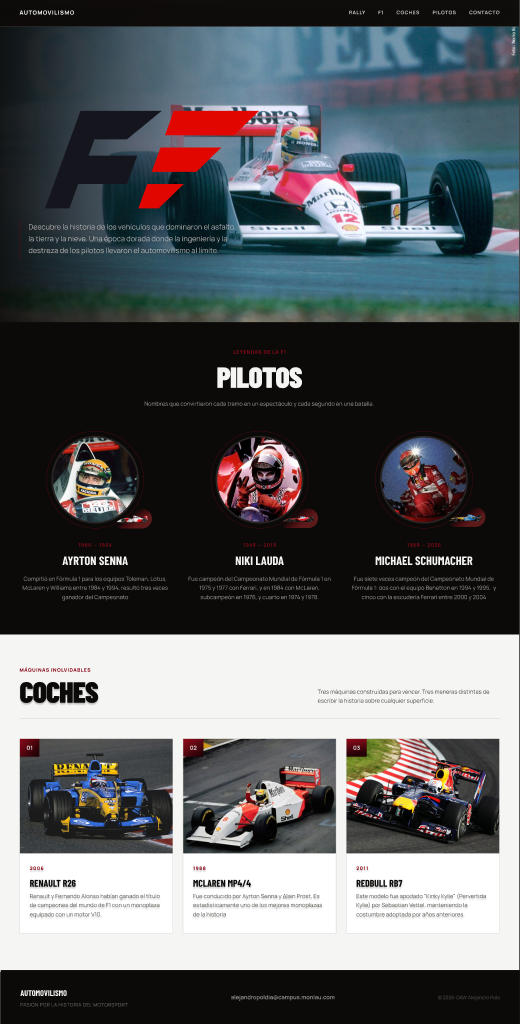 AUTOMOVILISMO
RALLY F1 COCHES PILOTOS CONTACTO
F1
Marlboro
HONDA
Marlboro
12
Shell
Shell
Descubre la historia de los vehículos que dominaron el asfalto,
la tierra y la nieve. Una época dorada donde la ingeniería y la
destreza de los pilotos llevaron el automovilismo al límite.
LEYENDAS DE LA F1
PILOTOS
Nombres que convirtieron cada tramo en un espectáculo y cada segundo en una batalla.
AYRTON SENNA
Compitió en Fórmula 1 para los equipos Toleman, Lotus,
McLaren y Williams entre 1984 y 1994, resultó tres veces
ganador del Campeonato
NIKI LAUDA
Fue campeón del Campeonato Mundial de Fórmula 1 en
1975 y 1977 con Ferrari, y en 1984 con McLaren,
subcampeón en 1976, y cuarto en 1974 y 1978.
MICHAEL SCHUMACHER
Fue siete veces campeón del Campeonato Mundial de
Fórmula 1: dos con el equipo Benetton en 1994 y 1995, y
cinco con la escudería Ferrari entre 2000 y 2004
MÁQUINAS INOLVIDABLES
COCHES
Tres máquinas construidas para vencer. Tres maneras distintas de
escribir la historia sobre cualquier superficie.
01
02
03
2006
RENAULT R26
Renault y Fernando Alonso habían ganado el título
de campeones del mundo de F1 con un monoplaza
equipado con un motor V10.
1988
MCLAREN MP4/4
Fue conducido por Ayrton Senna y Alain Prost. Es
estadísticamente uno de los mejores monoplazas
de la historia
2011
REDBULL RB7
Este modelo fue apodado "Kinky Kylie" (Pervertida
Kylie) por Sebastian Vettel, manteniendo la
costumbre adoptada por años anteriores.
AUTOMOVILISMO
PASIÓN POR LA HISTORIA DEL MOTORSPORT
alejandropoldia@campus.monlau.com